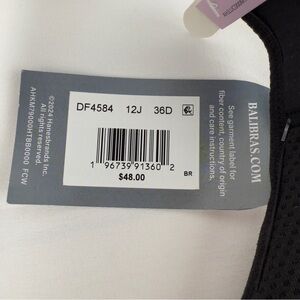 DF4584 12J 36D
1 96739 91360 2
$48.00
BR
©2024 Hanesbrands Inc.
All rights reserved.
AHKM79000HTBB0000 FCW
BALIBRAS.COM
See garment label for
fiber content, country of origin
and care instructions.